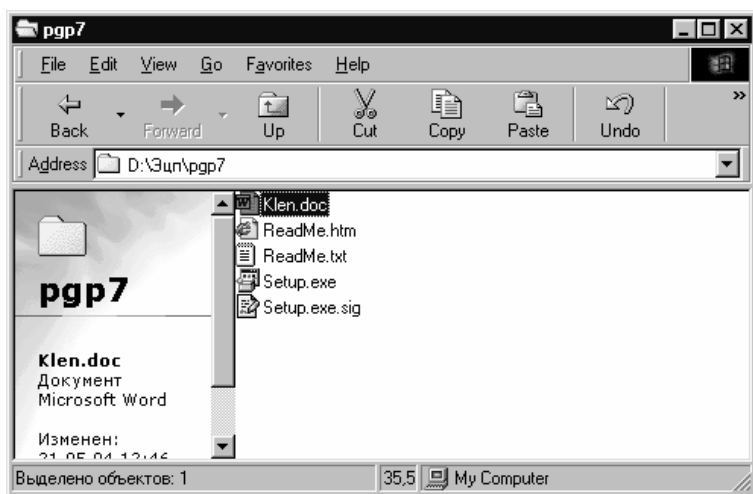 pgp7
File Edit View Go Favorites Help
Back Forward Up Cut Copy Paste Undo »
Address D:\Эцп\pgp7
Klen.doc
ReadMe.htm
ReadMe.txt
Setup.exe
Setup.exe.sig
pgp7
Klen.doc
Документ
Microsoft Word
Изменен:
Выделено объектов: 1 35,5 My Computer